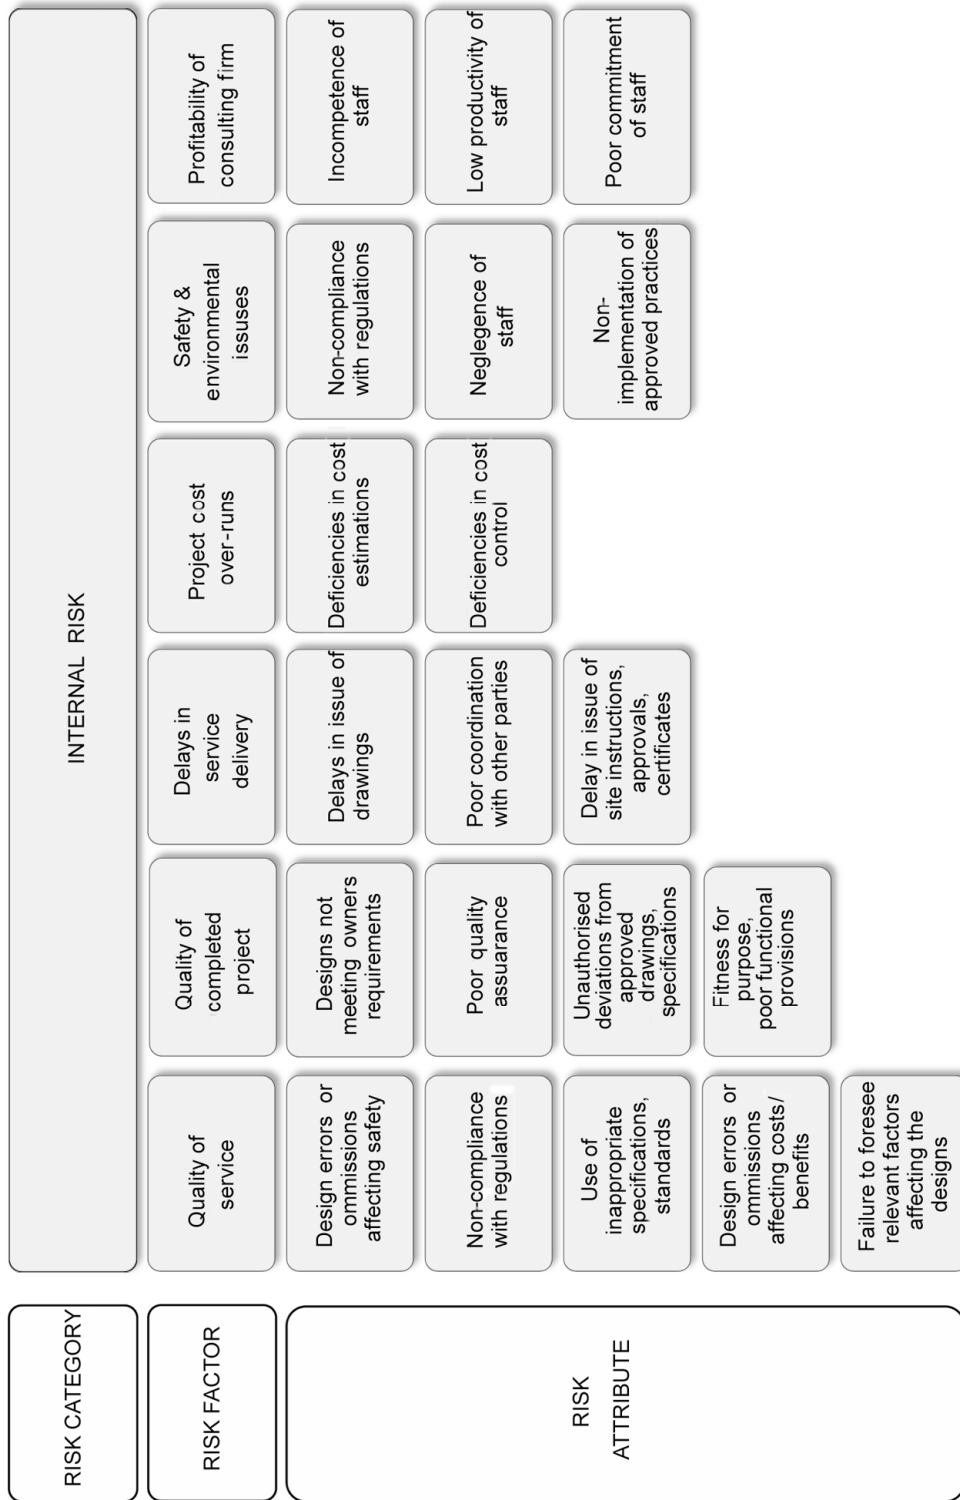 RISK CATEGORY
INTERNAL RISK
RISK FACTOR
Quality of
service
Quality of
completed
project
Delays in
service
delivery
Project cost
over-runs
Safety &
environmental
issuses
Profitability of
consulting firm
RISK
ATTRIBUTE
Design errors or
ommissions
affecting safety
Designs not
meeting owners
requirements
Delays in issue of
drawings
Deficiencies in cost
estimations
Non-compliance
with regulations
Incompetence of
staff
Non-compliance
with regulations
Poor quality
assuarance
Poor coordination
with other parties
Deficiencies in cost
control
Neglegence of
staff
Low productivity of
staff
Use of
inappropriate
specifications,
standards
Unauthorised
deviations from
approved
drawings,
specifications
Delay in issue of
site instructions,
approvals,
certificates
Non-
implementation of
approved practices
Poor commitment
of staff
Design errors or
ommissions
affecting costs/
benefits
Fitness for
purpose,
poor functional
provisions
Failure to foresee
relevant factors
affecting the
designs